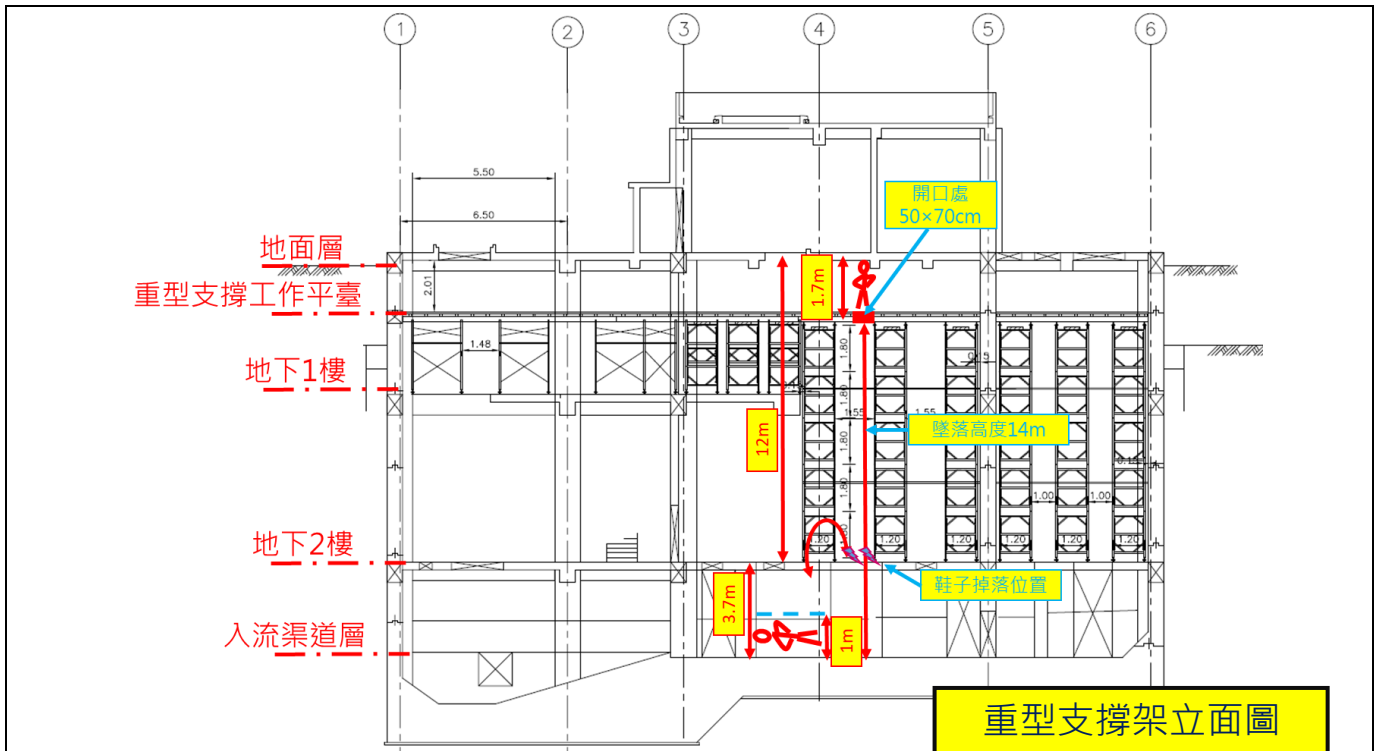 1
2
3
4
5
6
5.50
6.50
開口處
50×70cm
地面層
2.01
1.7m
重型支撐工作平臺
1.48
1.80
地下1樓
1.80
1.55
1.55
12m
墜落高度14m
1.80
1.80
1.00
1.00
地下2樓
1.20
1.20
1.20
1.20
1.20
1.20
鞋子掉落位置
3.7m
入流渠道層
1m
重型支撐架立面圖